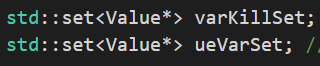 std::set<Value*> varKillSet;
std::set<Value*> ueVarSet; //